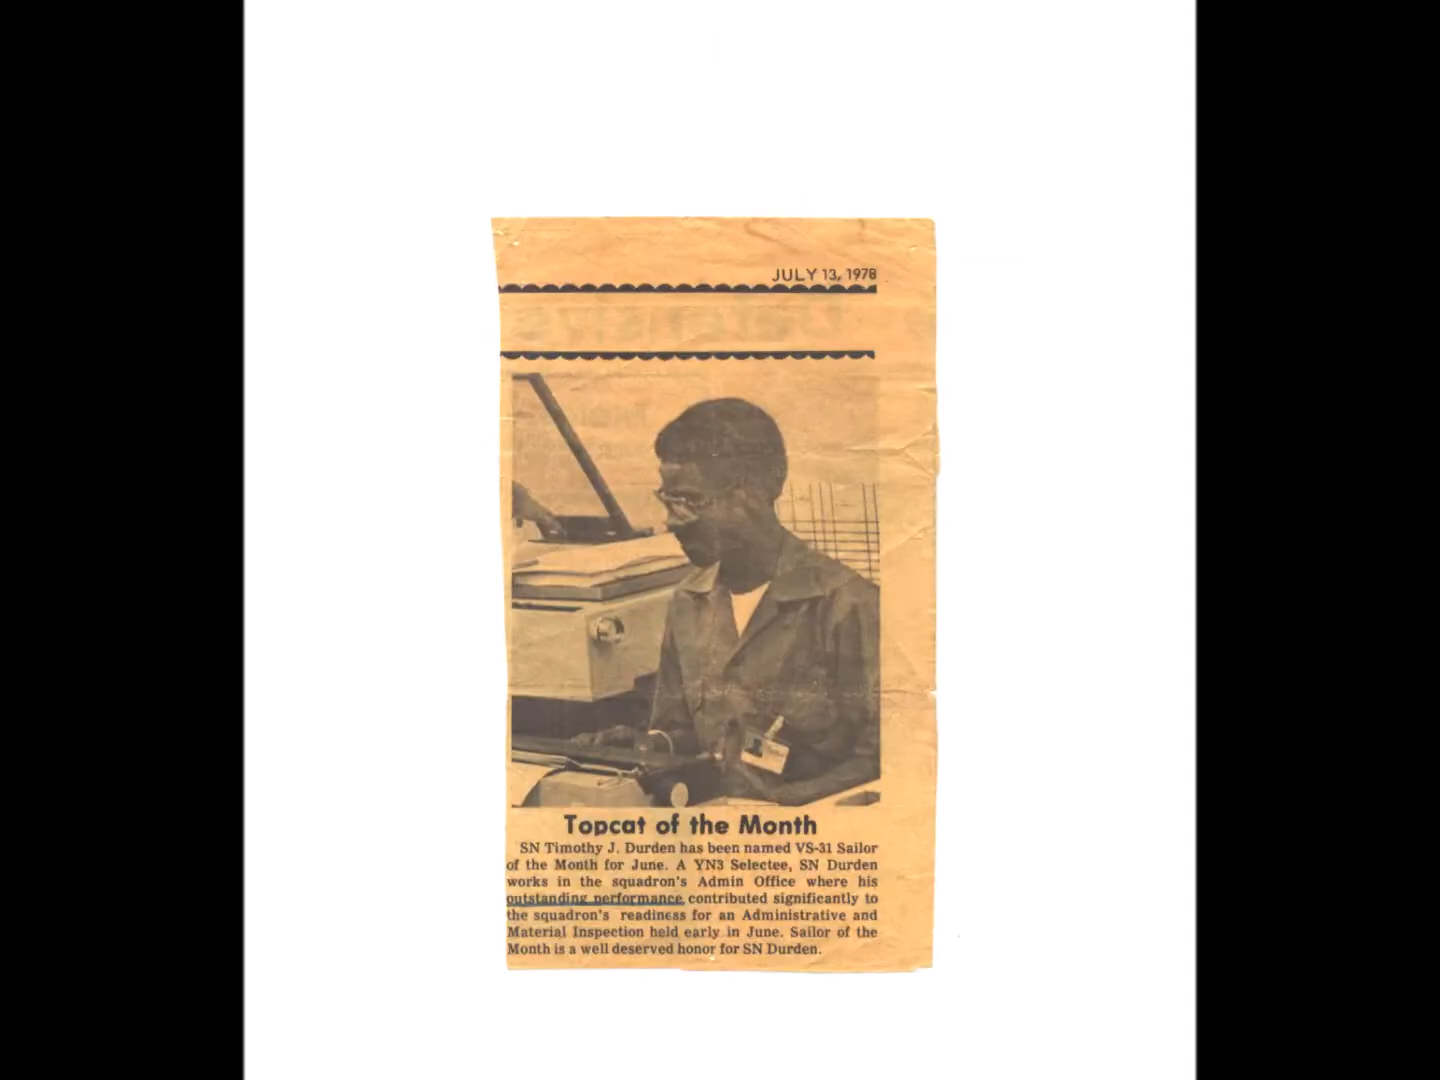 JULY 13, 1978
Topcat of the Month
SN Timothy J. Durden has been named VS-31 Sailor
of the Month for June. A YN3 Selectee, SN Durden
works in the squadron's Admin Office where his
outstanding performance contributed significantly to
the squadron's readiness for an Administrative and
Material Inspection held early in June. Sailor of the
Month is a well deserved honor for SN Durden.